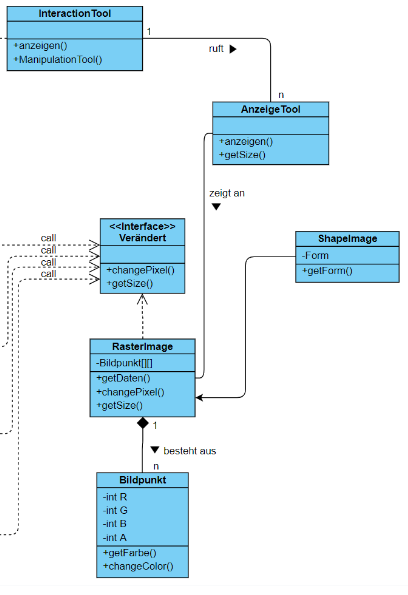 InteractionTool
+anzeigen()
+ManipulationTool()
1
ruft ▶
n
AnzeigeTool
+anzeigen()
+getSize()
zeigt an
▼
<<Interface>>
Verändert
+changePixel()
+getSize()
call
call
call
call
ShapeImage
-Form
+getForm()
RasterImage
-Bildpunkt[][]
+getDaten()
+changePixel()
+getSize()
1
▼ besteht aus
n
Bildpunkt
-int R
-int G
-int B
-int A
+getFarbe()
+changeColor()